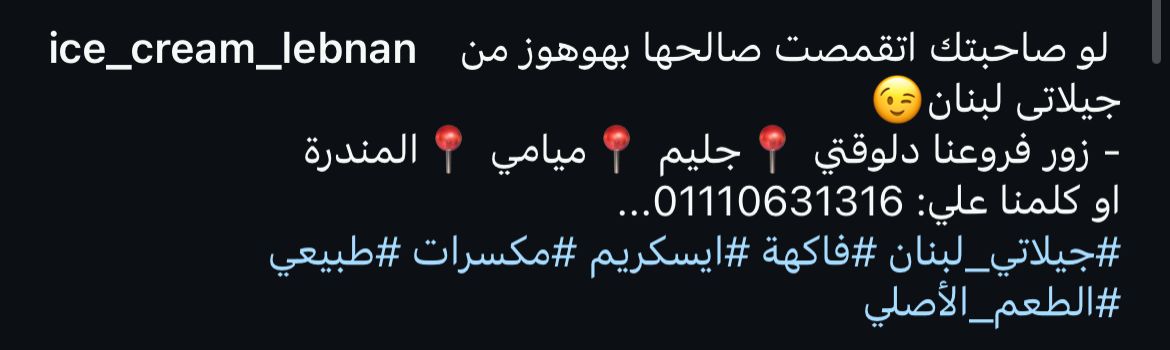 ice_cream_lebnan لو صاحبتك اتقمصت صالحها بهوهوز من
جيلاتى لبنان😉
- زور فروعنا دلوقتي 📍جليم 📍ميامي 📍المندرة
او كلمنا علي: 01110631316...
#جيلاتي_لبنان #فاكهة #ايسكريم #مكسرات #طبيعي
#الطعم_الأصلي